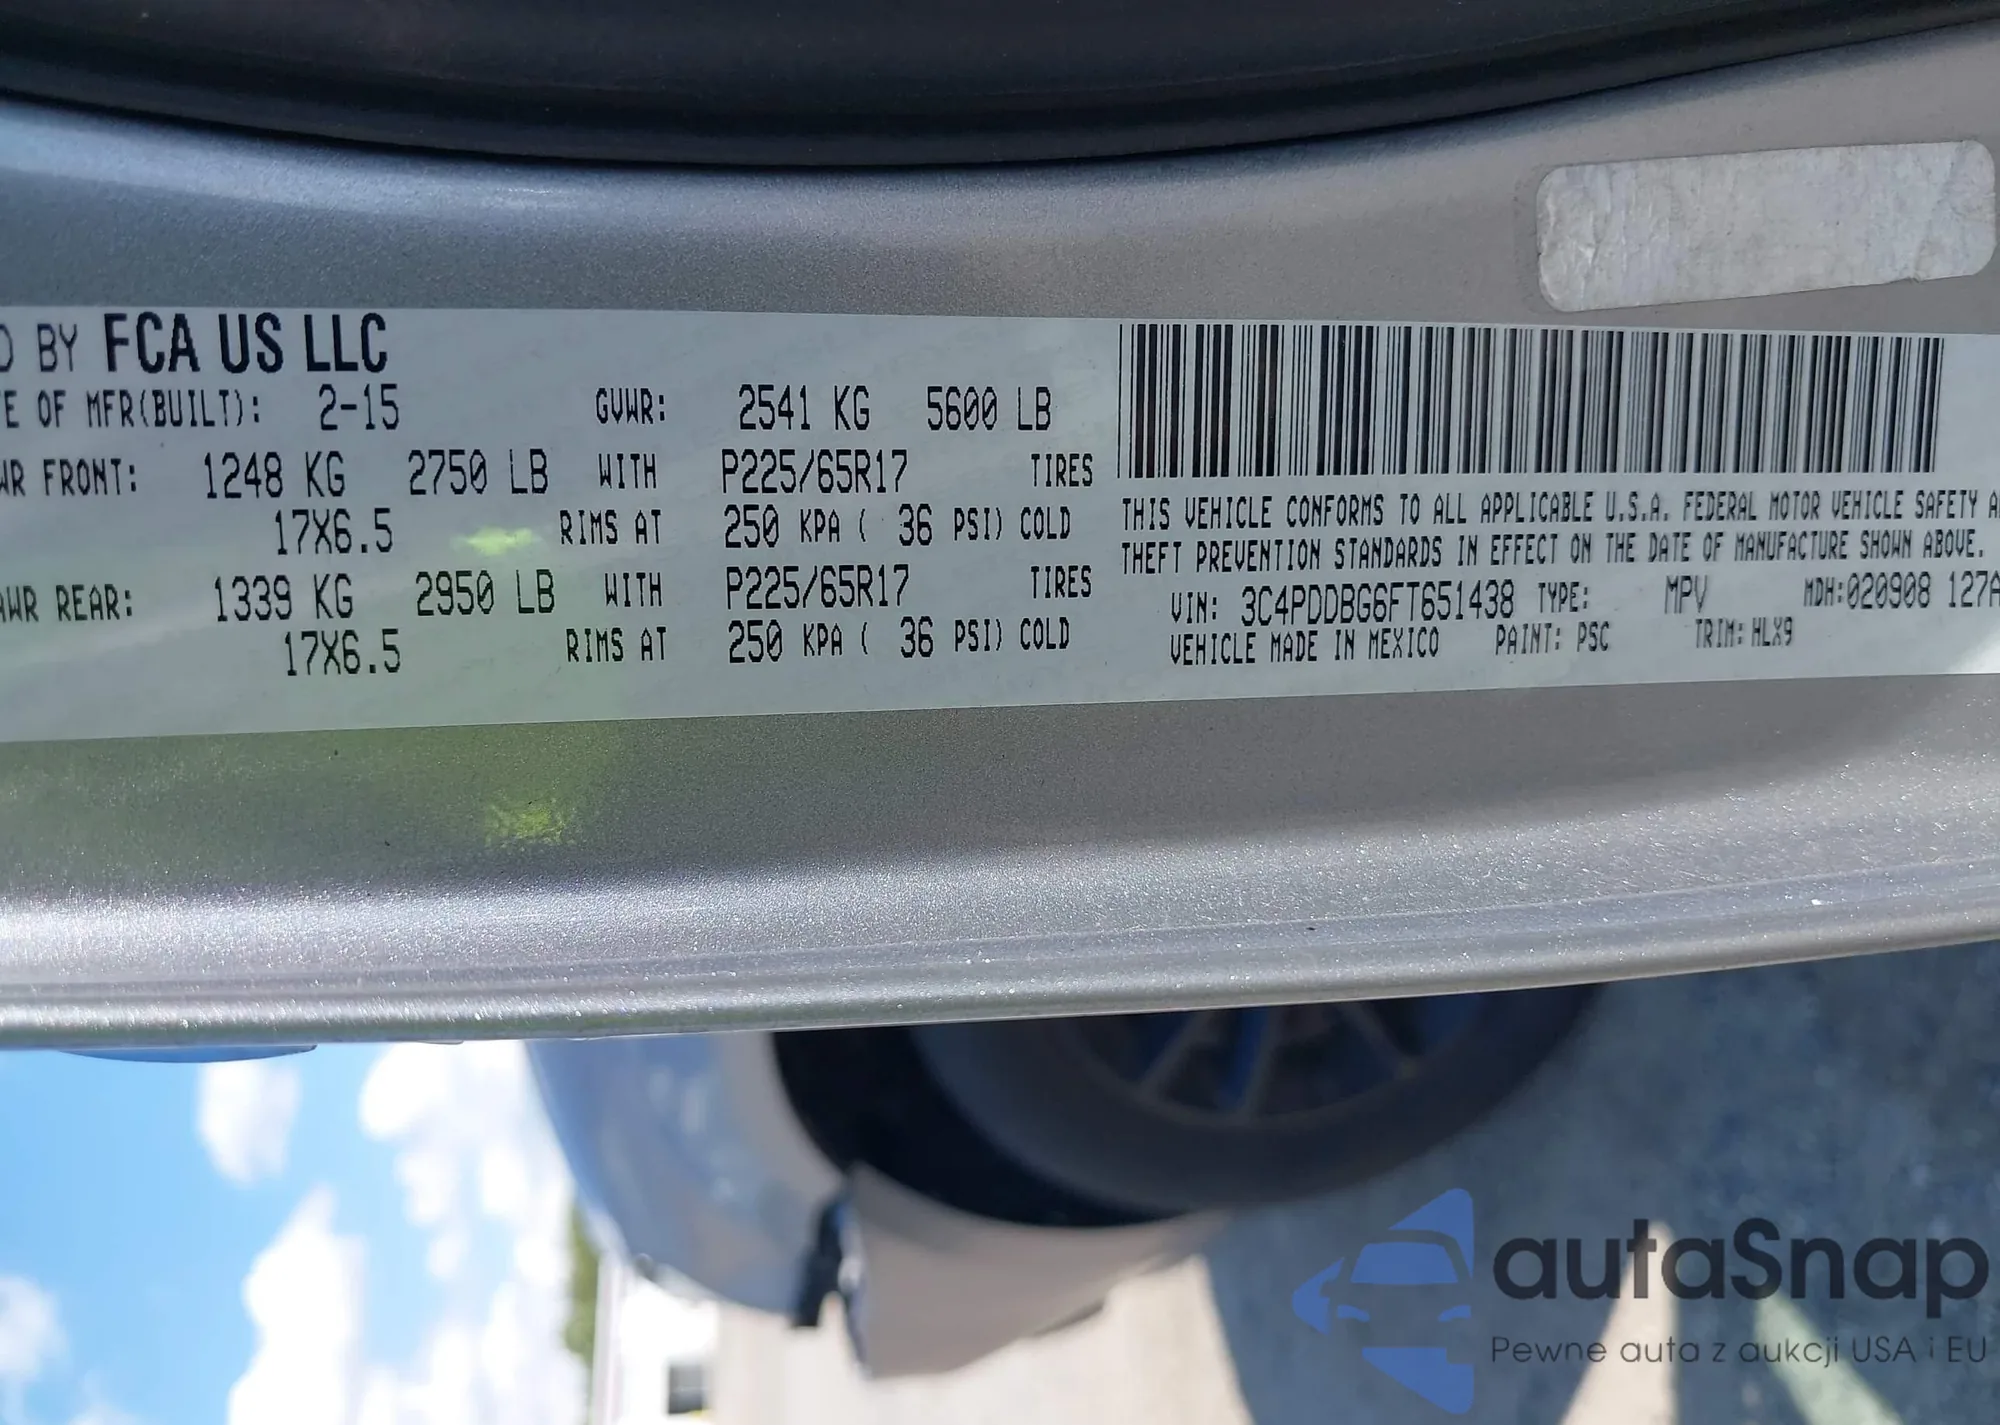 D BY FCA US LLC
E OF MFR(BUILT): 2-15 GVWR: 2541 KG 5600 LB
WR FRONT: 1248 KG 2750 LB WITH P225/65R17 TIRES
17X6.5 RIMS AT 250 KPA ( 36 PSI) COLD
AWR REAR: 1339 KG 2950 LB WITH P225/65R17 TIRES
17X6.5 RIMS AT 250 KPA ( 36 PSI) COLD
THIS VEHICLE CONFORMS TO ALL APPLICABLE U.S.A. FEDERAL MOTOR VEHICLE SAFETY A
THEFT PREVENTION STANDARDS IN EFFECT ON THE DATE OF MANUFACTURE SHOWN ABOVE.
VIN: 3C4PDDBG6FT651438 TYPE: MPV MDH:020908 127A
VEHICLE MADE IN MEXICO PAINT: PSC TRIM: HLX9
autaSnap
Pewne auta z aukcji USA i EU